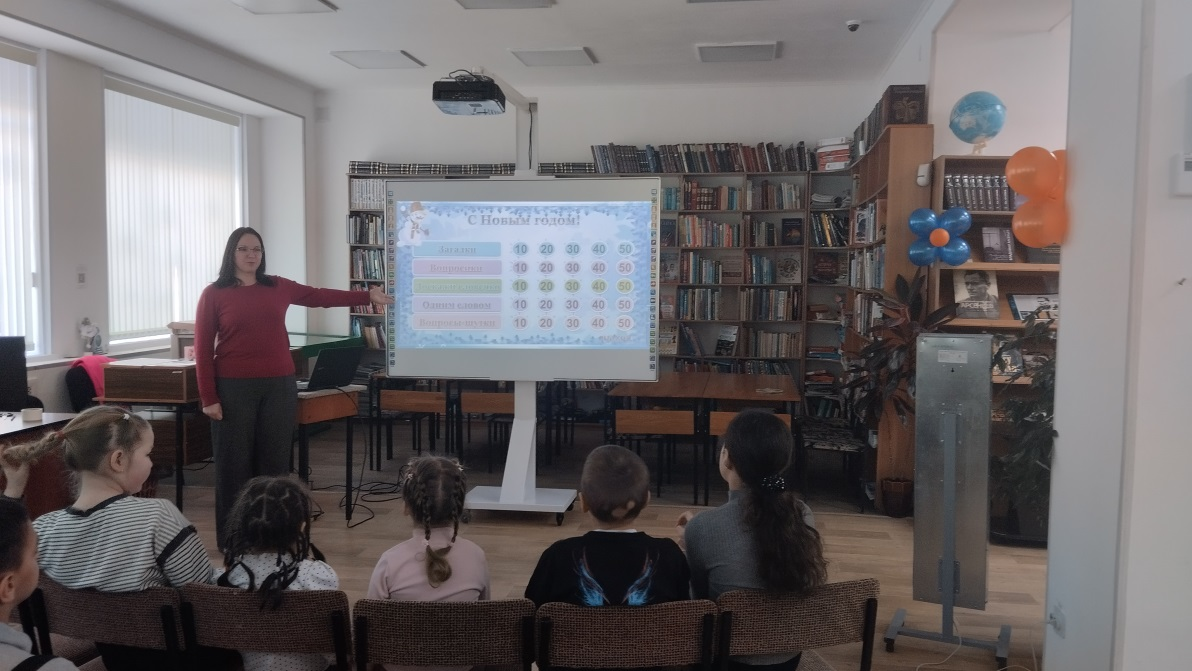 С Новым годом!
Загадки 10 20 30 40 50
Вопросики 10 20 30 40 50
10 20 30 40 50
Одним словом 10 20 30 40 50
Вопросы-шутки 10 20 30 40 50